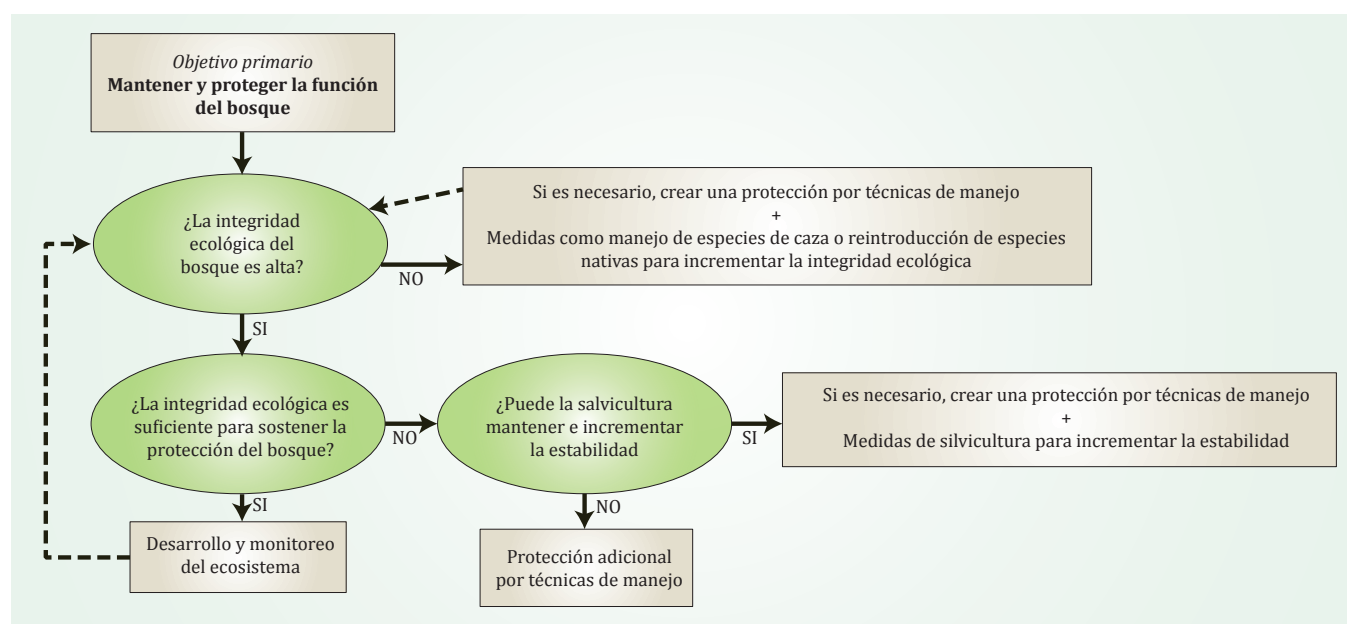 Objetivo primario
Mantener y proteger la función
del bosque
¿La integridad
ecológica del
bosque es alta?
NO
Si es necesario, crear una protección por técnicas de manejo
+
Medidas como manejo de especies de caza o reintroducción de especies
nativas para incrementar la integridad ecológica
SI
¿La integridad ecológica es
suficiente para sostener la
protección del bosque?
NO
¿Puede la salvicultura
mantener e incrementar
la estabilidad
SI
Si es necesario, crear una protección por técnicas de manejo
+
Medidas de silvicultura para incrementar la estabilidad
SI
Desarrollo y monitoreo
del ecosistema
NO
Protección adicional
por técnicas de manejo